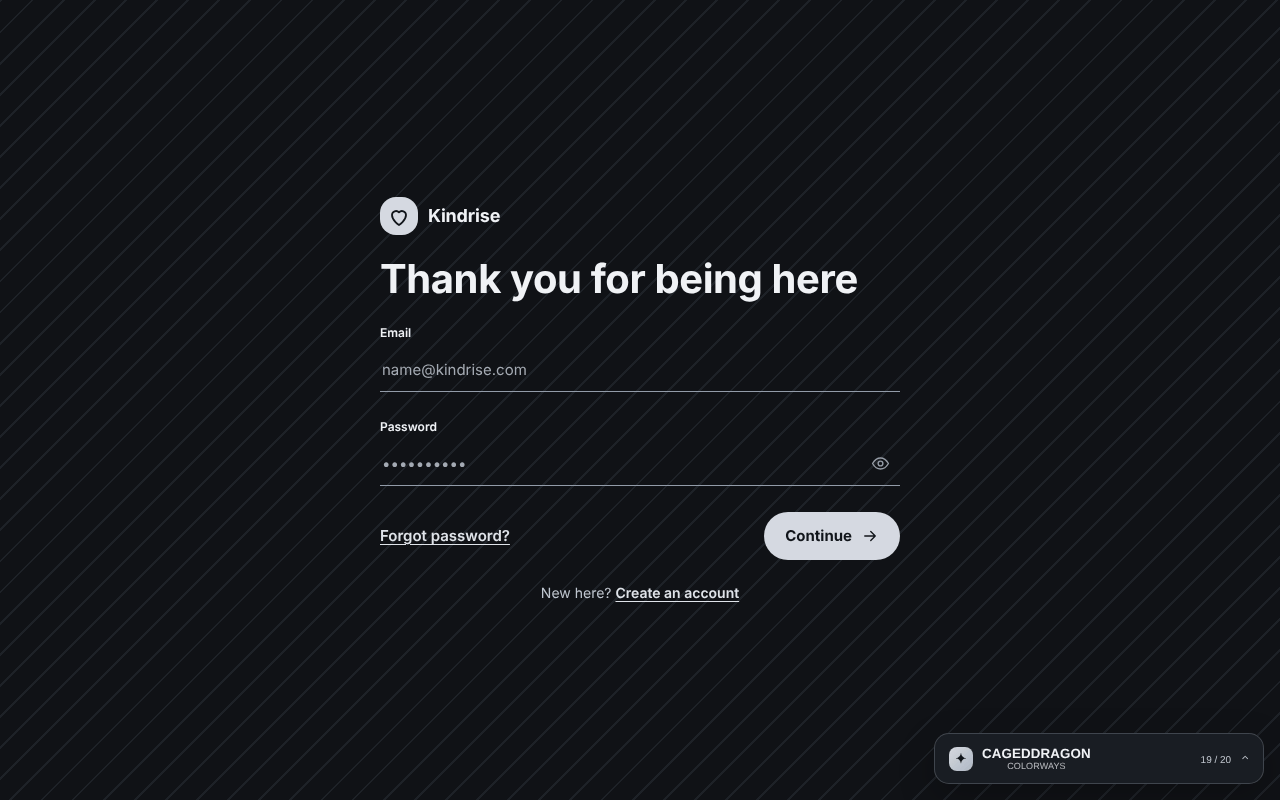 Kindrise
Thank you for being here
Email
name@kindrise.com
Password
••••••••••
Forgot password?
Continue →
New here? Create an account
CAGEDDRAGON
COLORWAYS
19 / 20